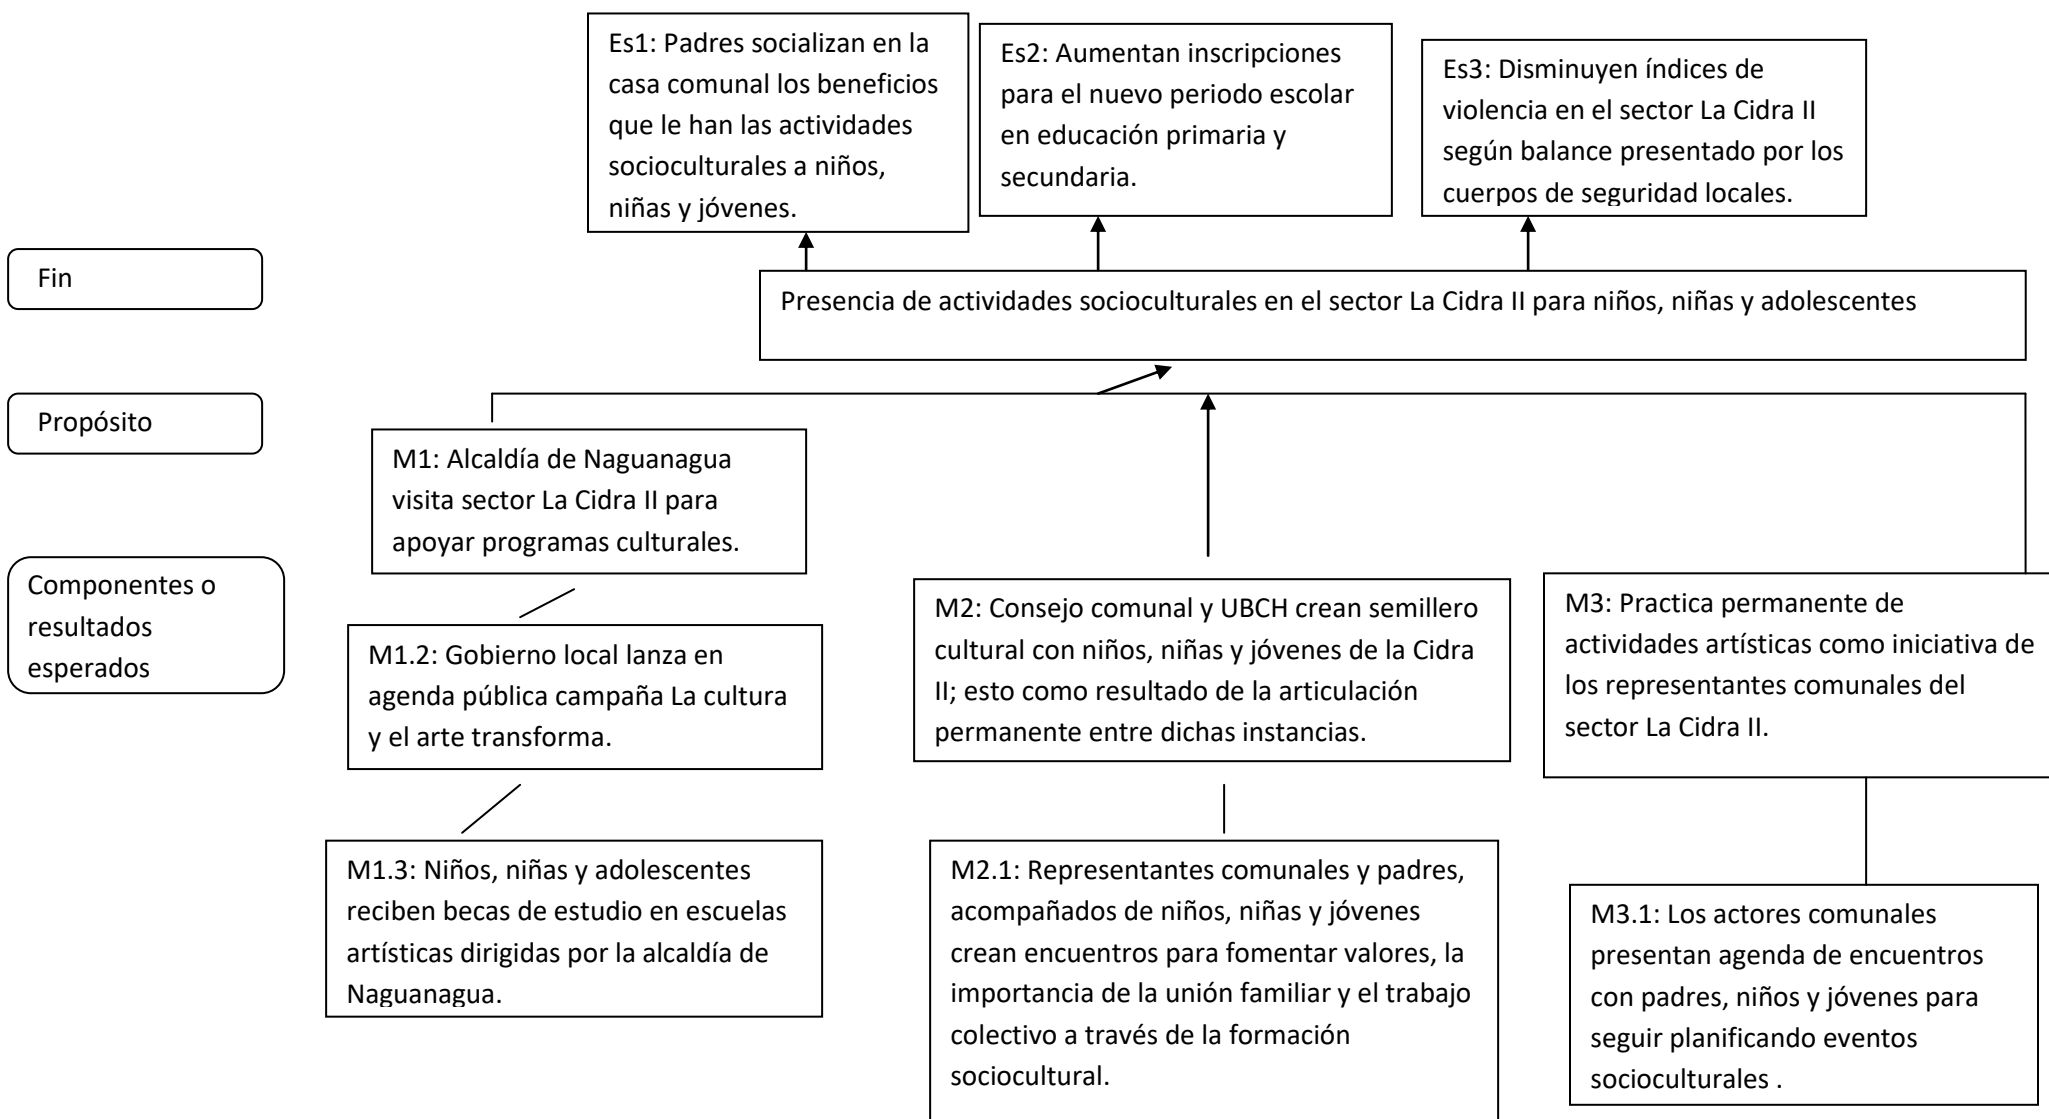 Es1: Padres socializan en la
casa comunal los beneficios
que le han las actividades
socioculturales a niños,
niñas y jóvenes.
Es2: Aumentan inscripciones
para el nuevo periodo escolar
en educación primaria y
secundaria.
Es3: Disminuyen índices de
violencia en el sector La Cidra II
según balance presentado por los
cuerpos de seguridad locales.
Fin
Presencia de actividades socioculturales en el sector La Cidra II para niños, niñas y adolescentes
Propósito
M1: Alcaldía de Naguanagua
visita sector La Cidra II para
apoyar programas culturales.
Componentes o
resultados
esperados
M1.2: Gobierno local lanza en
agenda pública campaña La cultura
y el arte transforma.
M2: Consejo comunal y UBCH crean semillero
cultural con niños, niñas y jóvenes de la Cidra
II; esto como resultado de la articulación
permanente entre dichas instancias.
M3: Practica permanente de
actividades artísticas como iniciativa de
los representantes comunales del
sector La Cidra II.
M1.3: Niños, niñas y adolescentes
reciben becas de estudio en escuelas
artísticas dirigidas por la alcaldía de
Naguanagua.
M2.1: Representantes comunales y padres,
acompañados de niños, niñas y jóvenes
crean encuentros para fomentar valores, la
importancia de la unión familiar y el trabajo
colectivo a través de la formación
sociocultural.
M3.1: Los actores comunales
presentan agenda de encuentros
con padres, niños y jóvenes para
seguir planificando eventos
socioculturales .